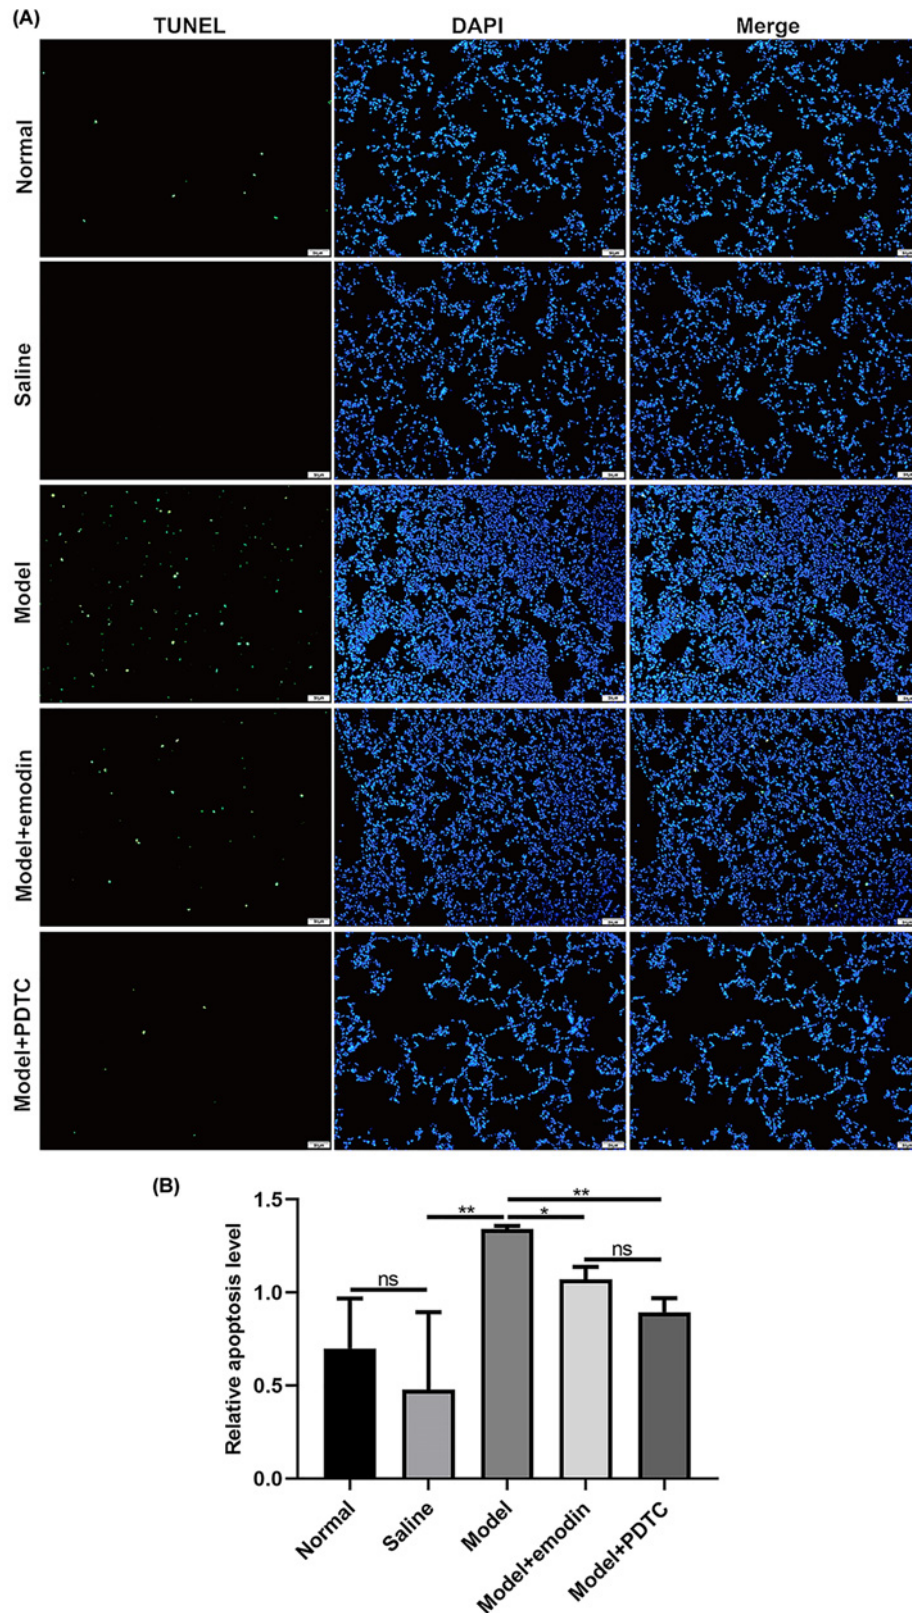 (A)
TUNEL DAPI Merge
Normal
Saline
Model
Model+emodin
Model+PDTC
(B)
Relative apoptosis level
1.5
1.0
0.5
0.0
ns
**
*
**
ns
Normal
Saline
Model
Model+emodin
Model+PDTC